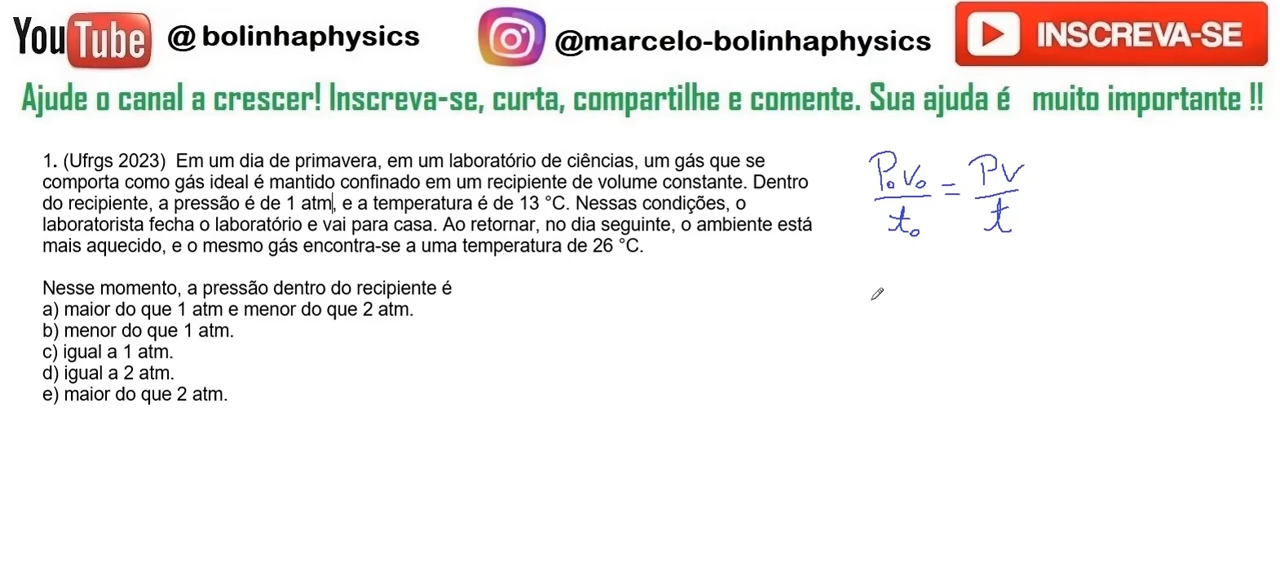 YouTube @bolinhaphysics @marcelo-bolinhaphysics INSCREVA-SE
Ajude o canal a crescer! Inscreva-se, curta, compartilhe e comente. Sua ajuda é muito importante !!
1. (Ufrgs 2023) Em um dia de primavera, em um laboratório de ciências, um gás que se
comporta como gás ideal é mantido confinado em um recipiente de volume constante. Dentro
do recipiente, a pressão é de 1 atm, e a temperatura é de 13 °C. Nessas condições, o
laboratorista fecha o laboratório e vai para casa. Ao retornar, no dia seguinte, o ambiente está
mais aquecido, e o mesmo gás encontra-se a uma temperatura de 26 °C.
Nesse momento, a pressão dentro do recipiente é
a) maior do que 1 atm e menor do que 2 atm.
b) menor do que 1 atm.
c) igual a 1 atm.
d) igual a 2 atm.
e) maior do que 2 atm.
P₀V₀ = PV
t₀ t